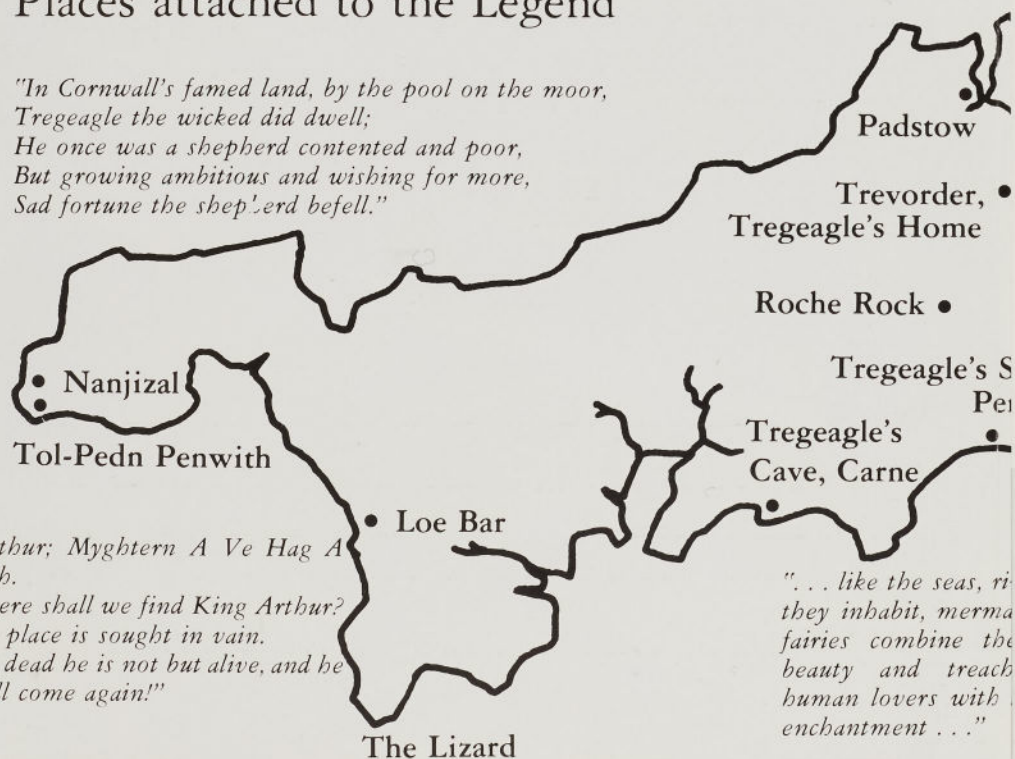 Places attached to the Legend
"In Cornwall's famed land, by the pool on the moor,
Tregeagle the wicked did dwell;
He once was a shepherd contented and poor,
But growing ambitious and wishing for more,
Sad fortune the shepherd befell."
Padstow
Trevorder,
Tregeagle's Home
Roche Rock
Tregeagle's S
Nanjizal
Tol-Pedn Penwith
Tregeagle's
Cave, Carne
Loe Bar
thur; Myghtern A Ve Hag A
ere shall we find King Arthur?
place is sought in vain.
dead he is not but alive, and he
ll come again!"
The Lizard
". . . like the seas, ri
they inhabit, merma
fairies combine the
beauty and treach
human lovers with
enchantment . . ."